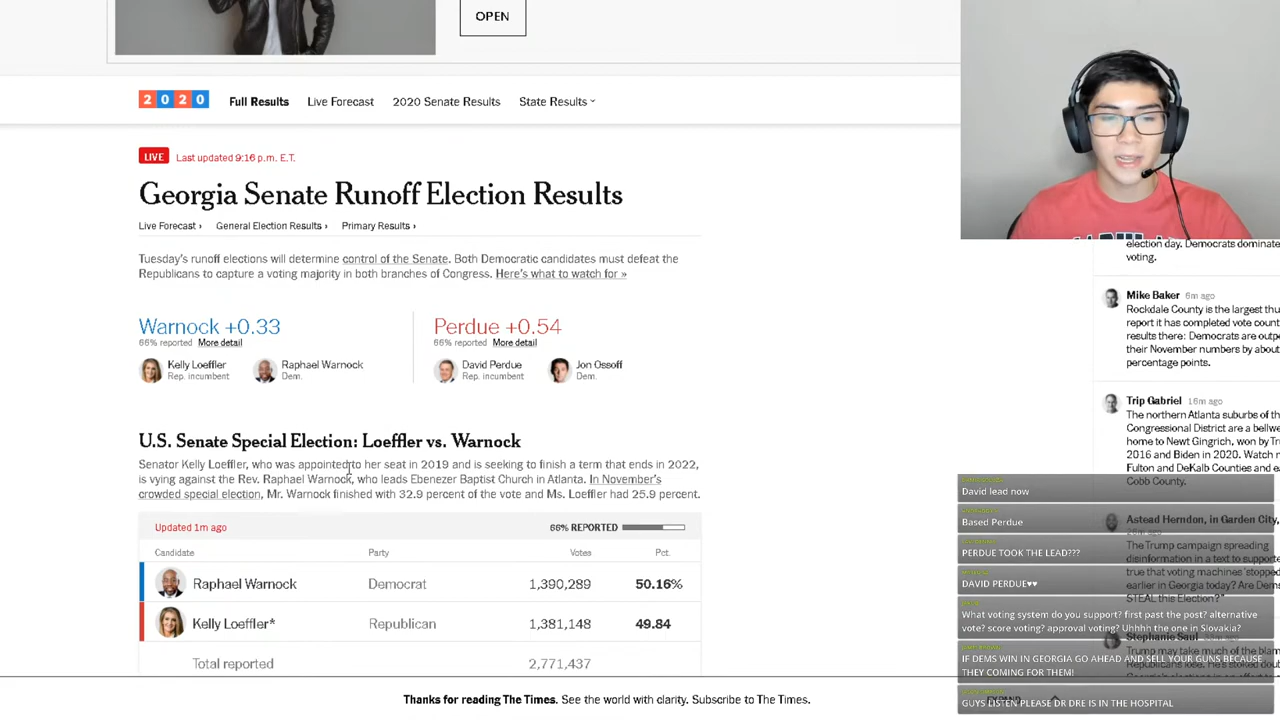 OPEN
2020 Full Results Live Forecast 2020 Senate Results State Results
LIVE Last updated 9:16 p.m. E.T.
Georgia Senate Runoff Election Results
Live Forecast › General Election Results › Primary Results ›
Tuesday's runoff elections will determine control of the Senate. Both Democratic candidates must defeat the
Republicans to capture a voting majority in both branches of Congress. Here's what to watch for »
Warnock +0.33
66% reported More detail
Kelly Loeffler
Rep. incumbent
Raphael Warnock
Dem.
Perdue +0.54
66% reported More detail
David Perdue
Rep. incumbent
Jon Ossoff
Dem.
U.S. Senate Special Election: Loeffler vs. Warnock
Senator Kelly Loeffler, who was appointed to her seat in 2019 and is seeking to finish a term that ends in 2022,
is vying against the Rev. Raphael Warnock, who leads Ebenezer Baptist Church in Atlanta. In November's
crowded special election, Mr. Warnock finished with 32.9 percent of the vote and Ms. Loeffler had 25.9 percent.
Updated 1m ago 66% REPORTED
Candidate Party Votes Pct.
Raphael Warnock Democrat 1,390,289 50.16%
Kelly Loeffler* Republican 1,381,148 49.84
Total reported 2,771,437
Thanks for reading The Times. See the world with clarity. Subscribe to The Times.
election day. Democrats dominate
voting.
Mike Baker 6m ago
Rockdale County is the largest thu
report it has completed vote count
results there: Democrats are outpe
their November numbers by about
percentage points.
Trip Gabriel 16m ago
The northern Atlanta suburbs of th
Congressional District are a bellwe
home to Newt Gingrich, won by Tr
2016 and Biden in 2020. Watch r
Fulton and DeKalb Counties and e
Cobb County.
Astead Herndon, in Garden City,
The Trump campaign spreading
disinformation in a text to supporte
true that voting machines 'stopped
earlier in Georgia today? Are Dem
STEAL this Election?"
Stephanie Saul
Trump may take much of the blam
David lead now
Based Perdue
PERDUE TOOK THE LEAD???
DAVID PERDUE♥♥
What voting system do you support? first past the post? alternative
vote? score voting? approval voting? Uhhhh the one in Slovakia?
IF DEMS WIN IN GEORGIA GO AHEAD AND SELL YOUR GUNS BECAUSE
THEY COMING FOR THEM!
GUYS LISTEN PLEASE DR DRE IS IN THE HOSPITAL